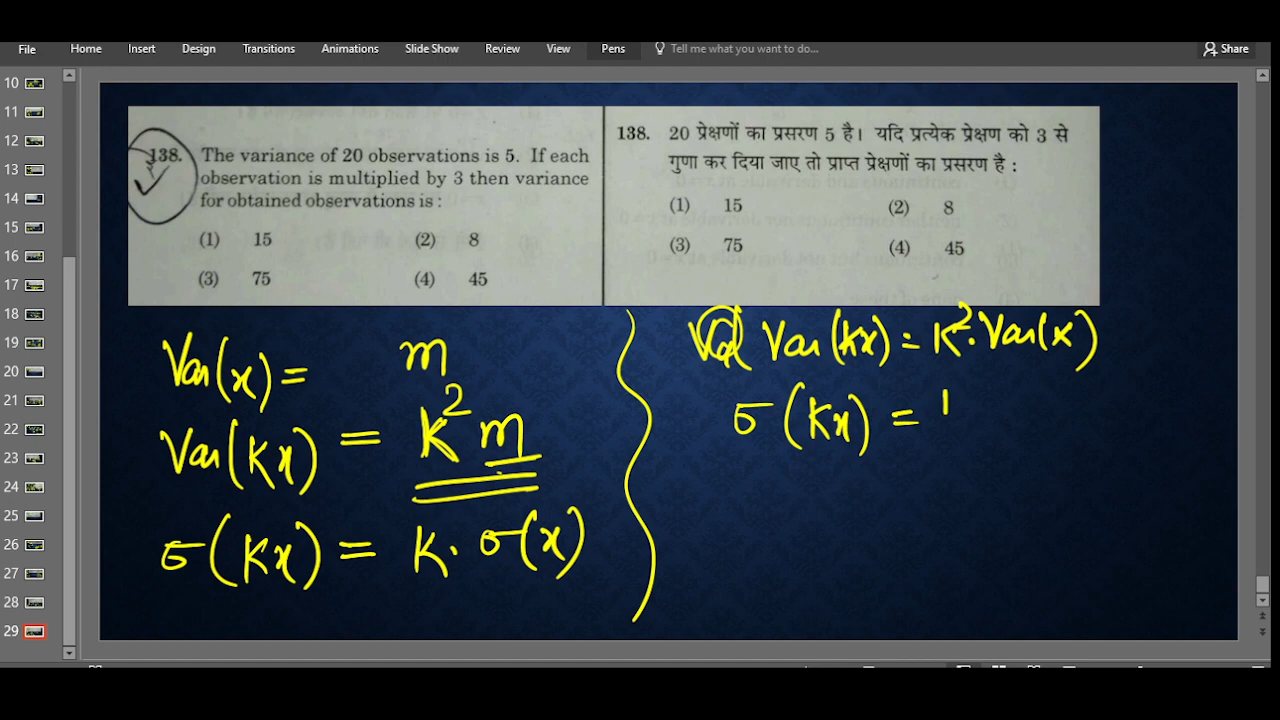 File Home Insert Design Transitions Animations Slide Show Review View Pens Tell me what you want to do... Share
10
11
12
13
14
15
16
17
18
19
20
21
22
23
24
25
26
27
28
29
138. The variance of 20 observations is 5. If each
observation is multiplied by 3 then variance
for obtained observations is :
(1) 15 (2) 8
(3) 75 (4) 45
138. 20 प्रेक्षणों का प्रसरण 5 है। यदि प्रत्येक प्रेक्षण को 3 से
गुणा कर दिया जाए तो प्राप्त प्रेक्षणों का प्रसरण है :
(1) 15 (2) 8
(3) 75 (4) 45
Var(x) = m
Var(Kx) = K² m
σ(Kx) = K. σ(x)
Var(Kx) = K². Var(x)
σ(Kx) =